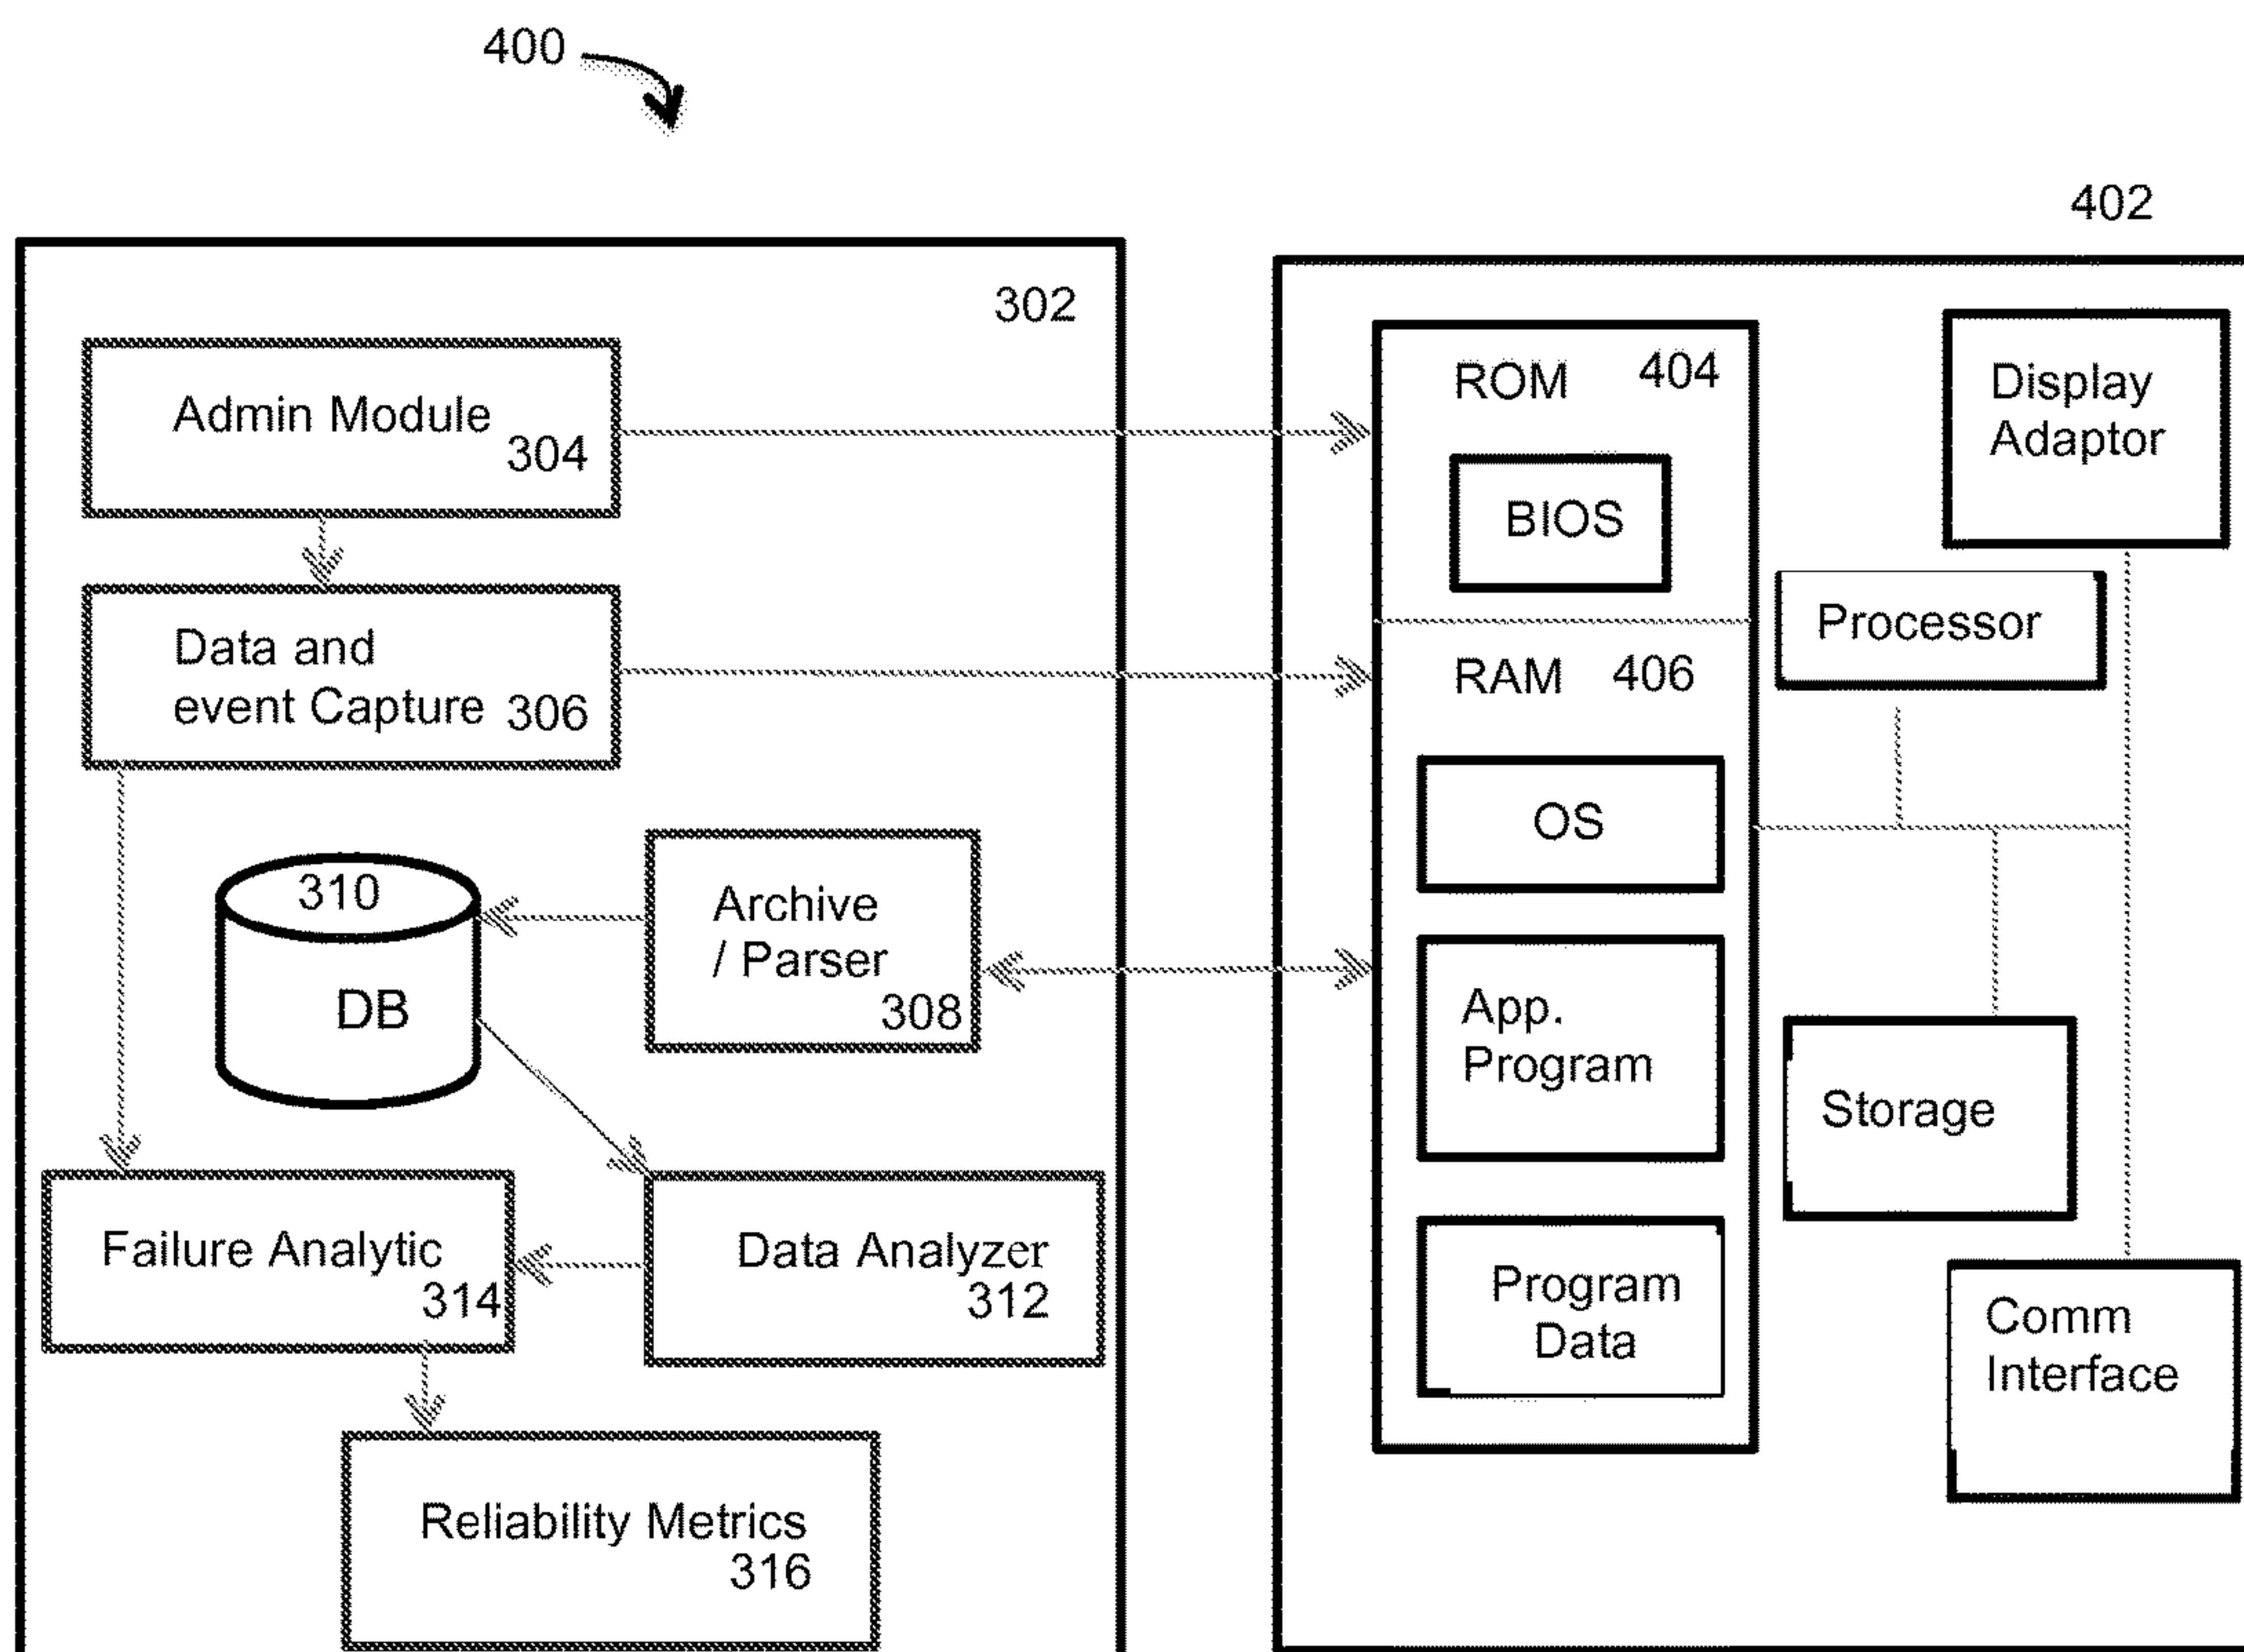 400
402
302
Admin Module
304
Data and
event Capture 306
310
DB
Archive
/ Parser
308
Failure Analytic
314
Data Analyzer
312
Reliability Metrics
316
ROM 404
BIOS
RAM 406
OS
App.
Program
Program
Data
Display
Adaptor
Processor
Storage
Comm
Interface